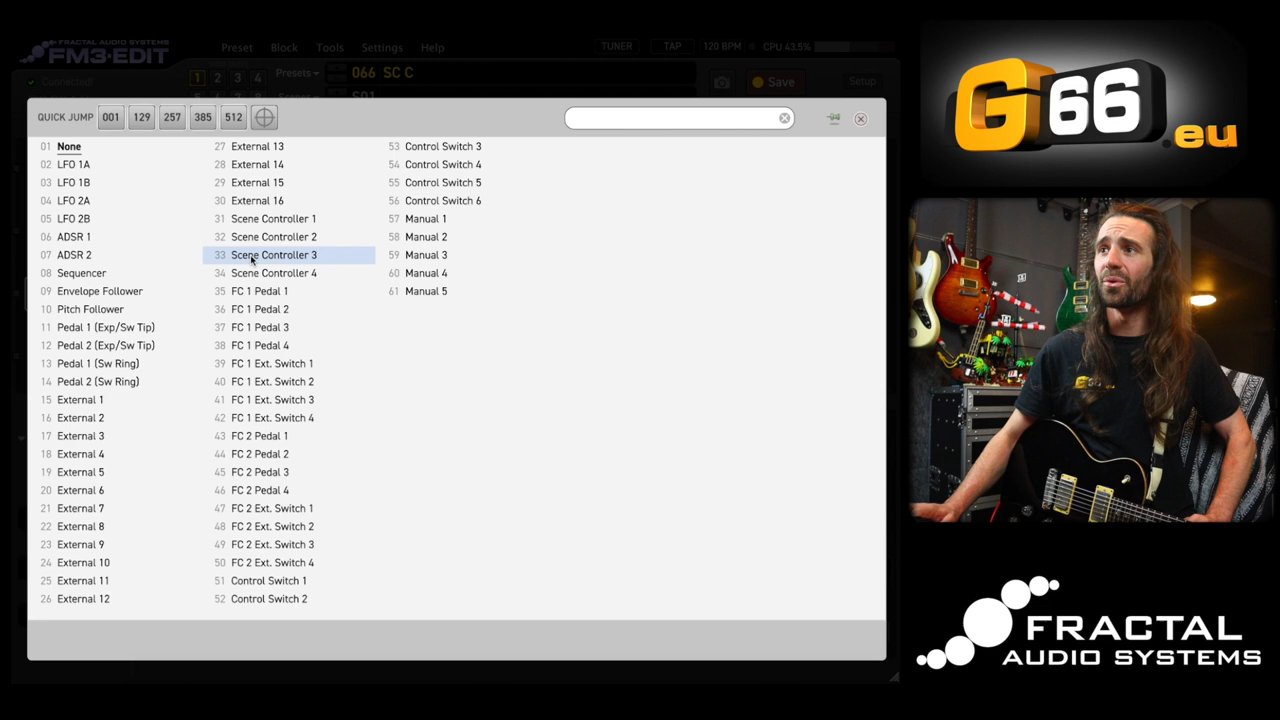 FRACTAL AUDIO SYSTEMS
FM3-EDIT
Preset Block Tools Settings Help
TUNER TAP 120 BPM CPU 43.5%
Connected!
1 2 3 4 Presets 066 SC C Save Setup
S01
QUICK JUMP 001 129 257 385 512
01 None
02 LFO 1A
03 LFO 1B
04 LFO 2A
05 LFO 2B
06 ADSR 1
07 ADSR 2
08 Sequencer
09 Envelope Follower
10 Pitch Follower
11 Pedal 1 (Exp/Sw Tip)
12 Pedal 2 (Exp/Sw Tip)
13 Pedal 1 (Sw Ring)
14 Pedal 2 (Sw Ring)
15 External 1
16 External 2
17 External 3
18 External 4
19 External 5
20 External 6
21 External 7
22 External 8
23 External 9
24 External 10
25 External 11
26 External 12
27 External 13
28 External 14
29 External 15
30 External 16
31 Scene Controller 1
32 Scene Controller 2
33 Scene Controller 3
34 Scene Controller 4
35 FC 1 Pedal 1
36 FC 1 Pedal 2
37 FC 1 Pedal 3
38 FC 1 Pedal 4
39 FC 1 Ext. Switch 1
40 FC 1 Ext. Switch 2
41 FC 1 Ext. Switch 3
42 FC 1 Ext. Switch 4
43 FC 2 Pedal 1
44 FC 2 Pedal 2
45 FC 2 Pedal 3
46 FC 2 Pedal 4
47 FC 2 Ext. Switch 1
48 FC 2 Ext. Switch 2
49 FC 2 Ext. Switch 3
50 FC 2 Ext. Switch 4
51 Control Switch 1
52 Control Switch 2
53 Control Switch 3
54 Control Switch 4
55 Control Switch 5
56 Control Switch 6
57 Manual 1
58 Manual 2
59 Manual 3
60 Manual 4
61 Manual 5
G66
.eu
FRACTAL
AUDIO SYSTEMS